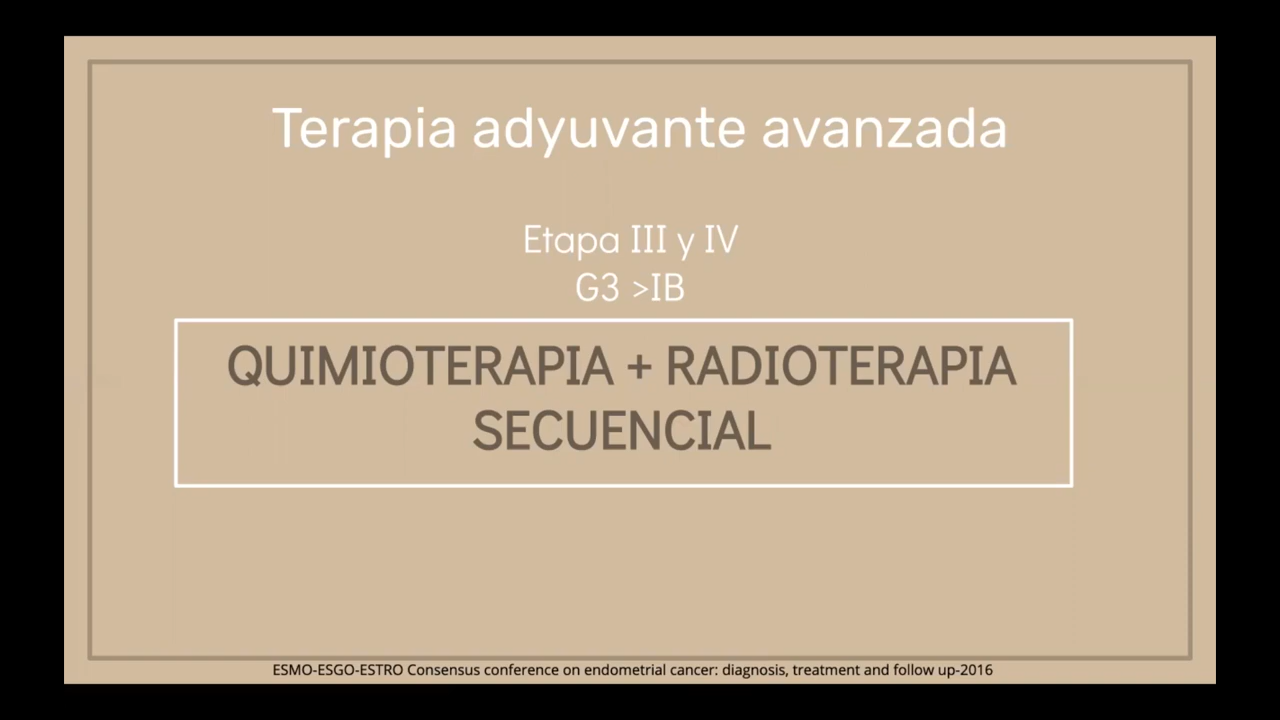 Terapia adyuvante avanzada
Etapa III y IV
G3 >IB
QUIMIOTERAPIA + RADIOTERAPIA
SECUENCIAL
ESMO-ESGO-ESTRO Consensus conference on endometrial cancer: diagnosis, treatment and follow up-2016